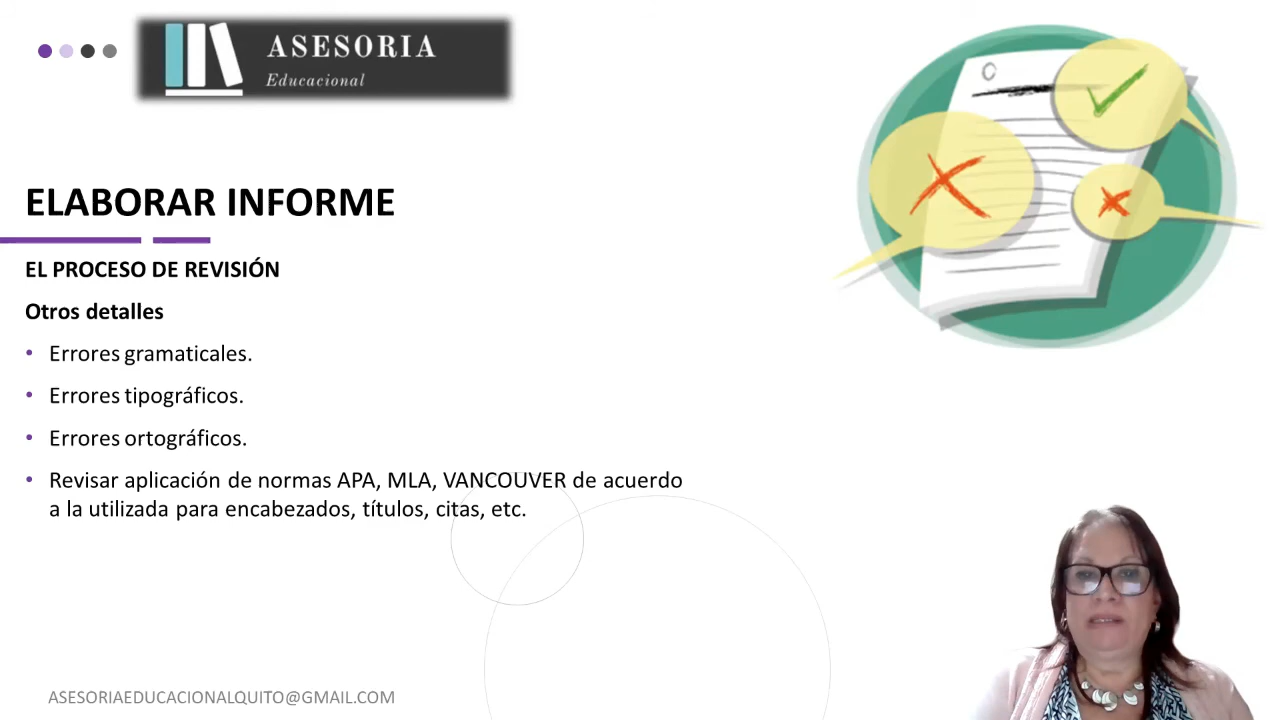 ASESORIA
Educacional
ELABORAR INFORME
EL PROCESO DE REVISIÓN
Otros detalles
• Errores gramaticales.
• Errores tipográficos.
• Errores ortográficos.
• Revisar aplicación de normas APA, MLA, VANCOUVER de acuerdo
a la utilizada para encabezados, títulos, citas, etc.
ASESORIAEDUCACIONALQUITO@GMAIL.COM